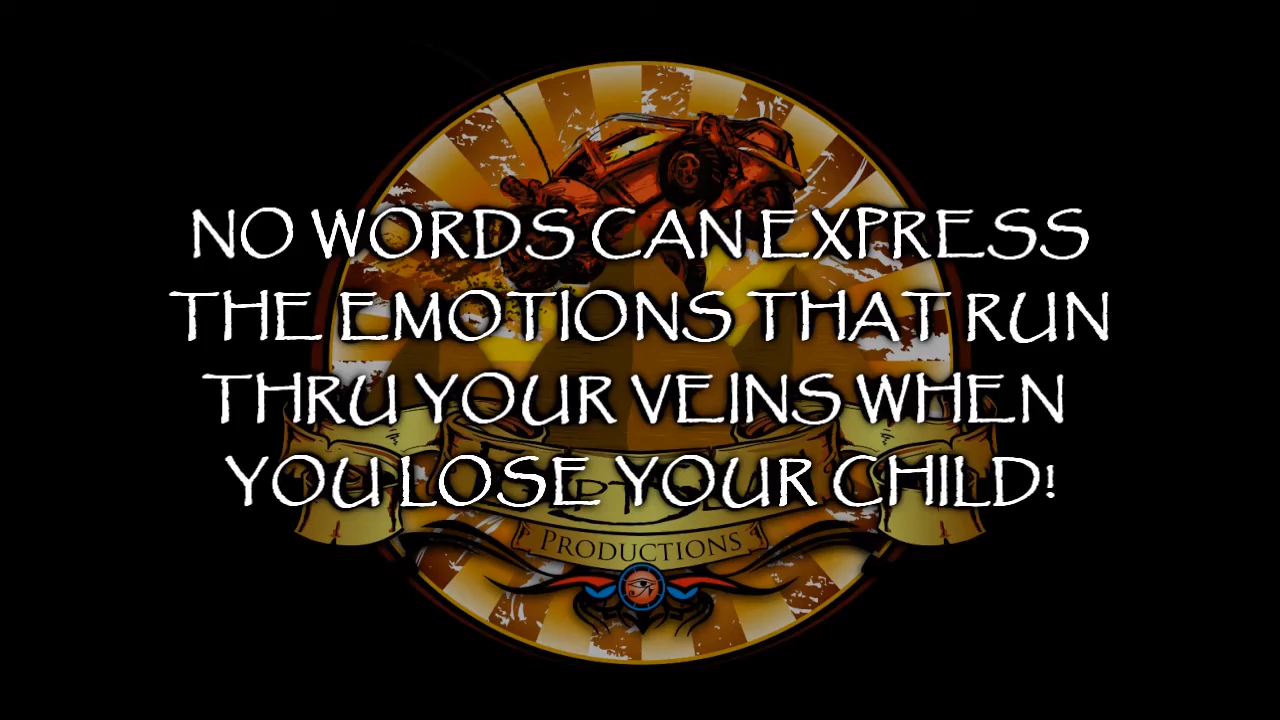 NO WORDS CAN EXPRESS
THE EMOTIONS THAT RUN
THRU YOUR VEINS WHEN
YOU LOSE YOUR CHILD!
PRODUCTIONS